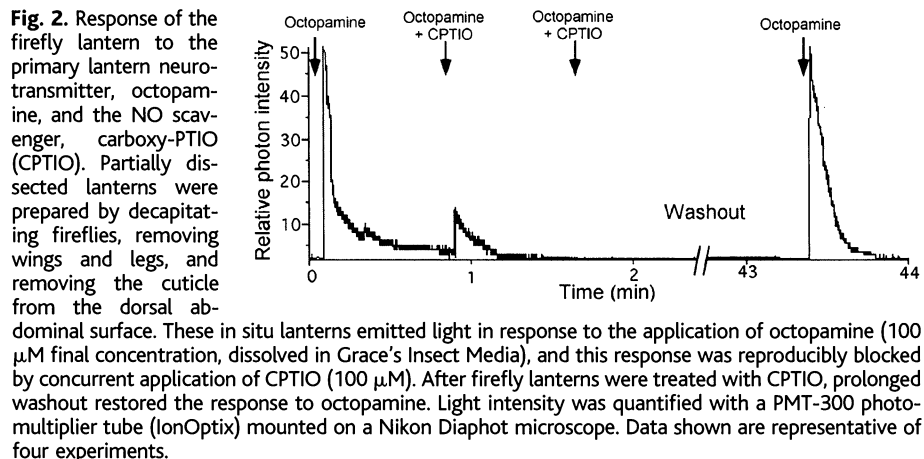 Fig. 2. Response of the
firefly lantern to the
primary lantern neuro-
transmitter, octopam-
ine, and the NO scav-
enger, carboxy-PTIO
(CPTIO). Partially dis-
sected lanterns were
prepared by decapitat-
ing fireflies, removing
wings and legs, and
removing the cuticle
from the dorsal ab-
Octopamine
Octopamine
+ CPTIO
Octopamine
+ CPTIO
Octopamine
Relative photon intensity
50
40
30
20
10
Washout
0 1 2 43 44
Time (min)
dominal surface. These in situ lanterns emitted light in response to the application of octopamine (100
μM final concentration, dissolved in Grace's Insect Media), and this response was reproducibly blocked
by concurrent application of CPTIO (100 μM). After firefly lanterns were treated with CPTIO, prolonged
washout restored the response to octopamine. Light intensity was quantified with a PMT-300 photo-
multiplier tube (IonOptix) mounted on a Nikon Diaphot microscope. Data shown are representative of
four experiments.